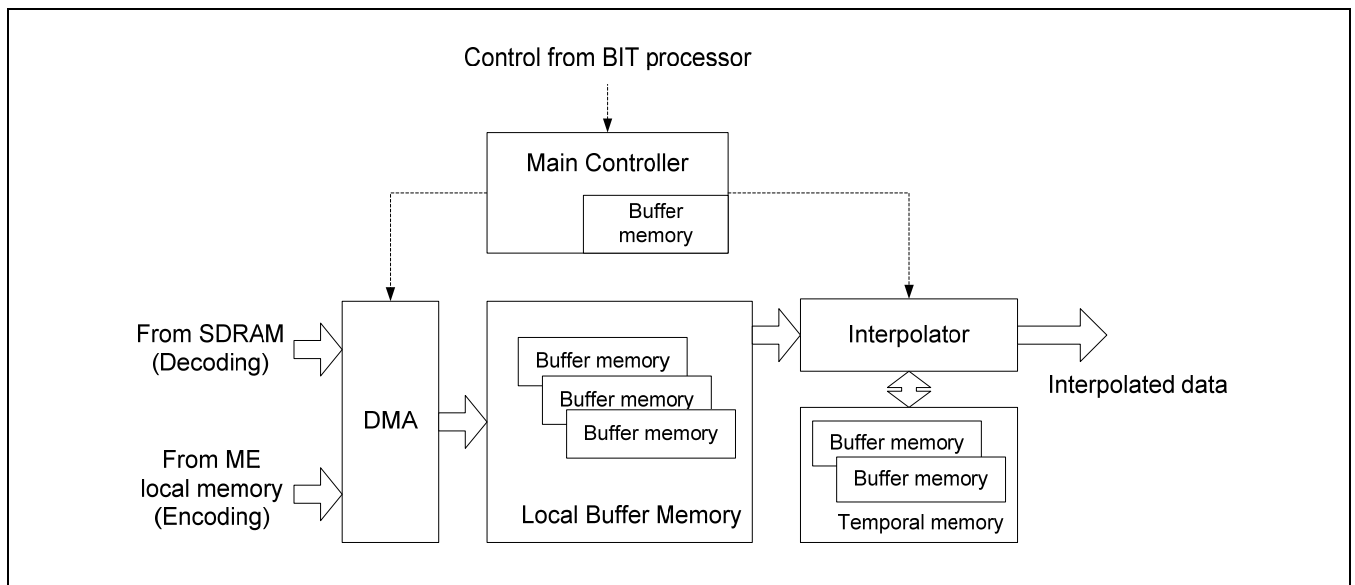 Control from BIT processor
Main Controller
Buffer
memory
From SDRAM
(Decoding)
From ME
local memory
(Encoding)
DMA
Buffer memory
Buffer memory
Buffer memory
Local Buffer Memory
Interpolator
Interpolated data
Buffer memory
Buffer memory
Temporal memory